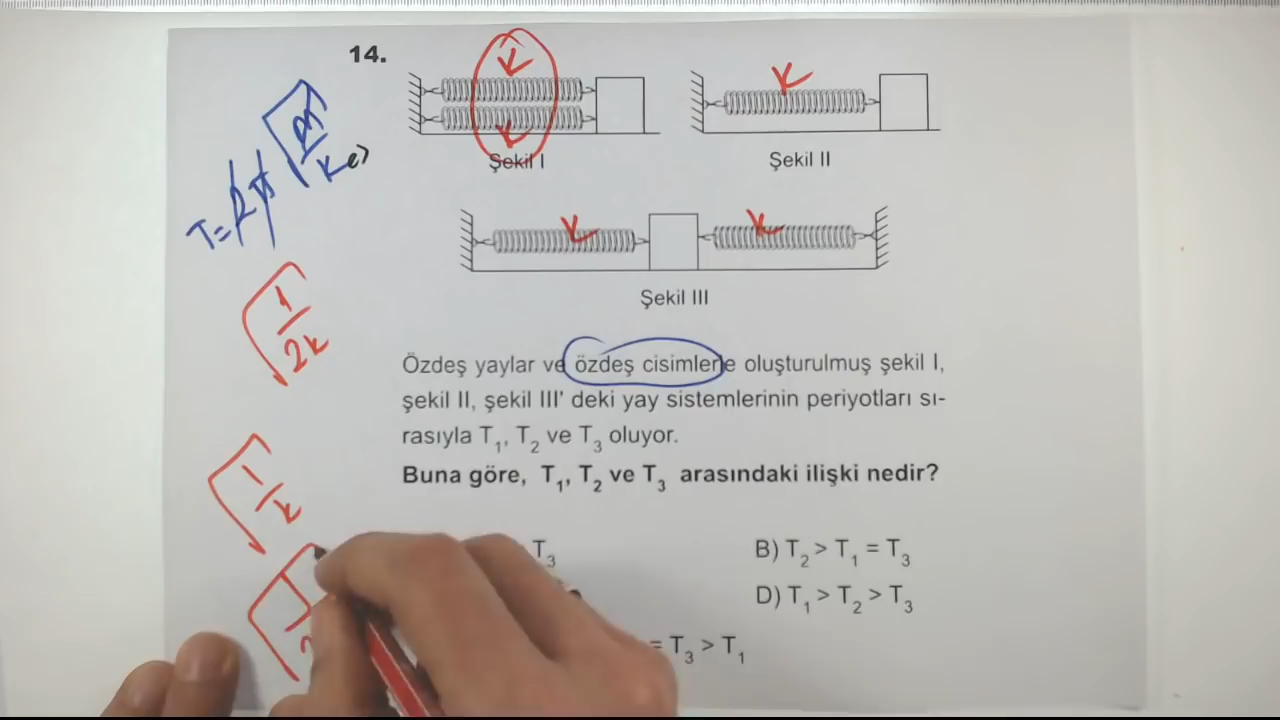 14.
K
K
Şekil I
K
Şekil II
T=2π√m/K
K
K
Şekil III
1/2K
Özdeş yaylar ve özdeş cisimlerle oluşturulmuş şekil I,
şekil II, şekil III' deki yay sistemlerinin periyotları sı-
rasıyla T1, T2 ve T3 oluyor.
Buna göre, T1, T2 ve T3 arasındaki ilişki nedir?
1/K
T3
B) T2 > T1 = T3
D) T1 > T2 > T3
= T3 > T1